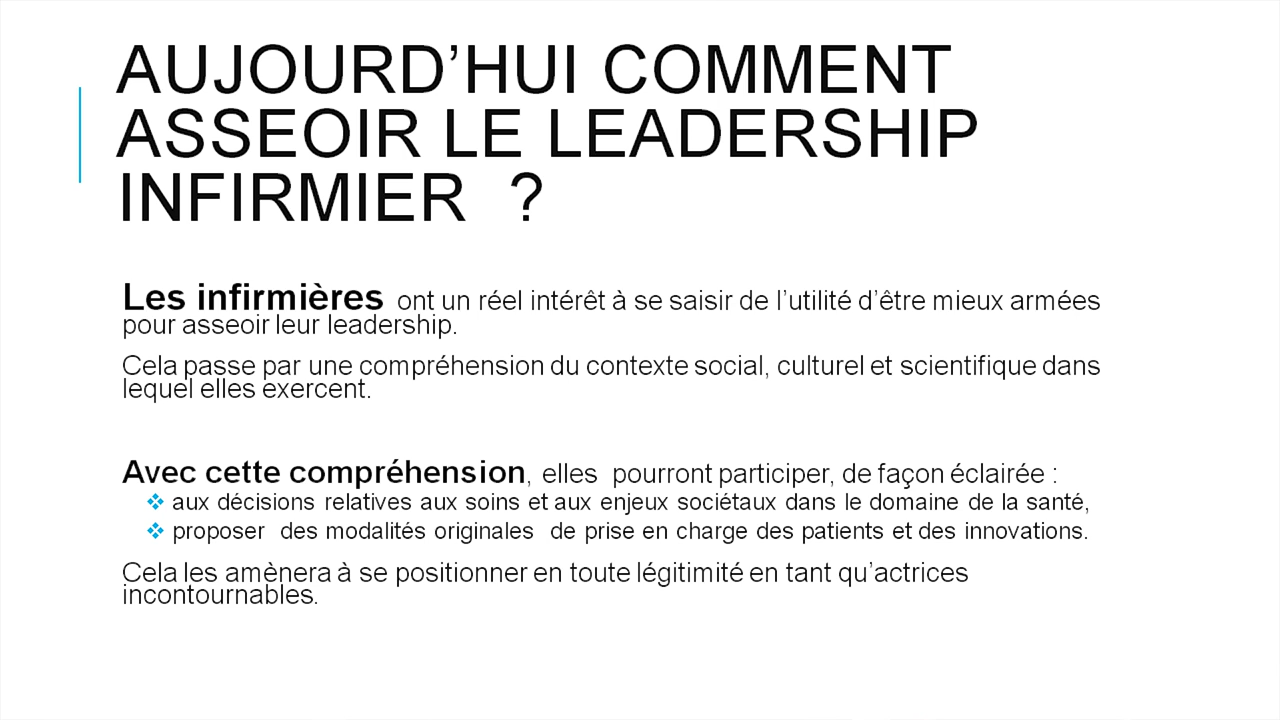 AUJOURD’HUI COMMENT
ASSEOIR LE LEADERSHIP
INFIRMIER ?
Les infirmières ont un réel intérêt à se saisir de l’utilité d’être mieux armées
pour asseoir leur leadership.
Cela passe par une compréhension du contexte social, culturel et scientifique dans
lequel elles exercent.
Avec cette compréhension, elles pourront participer, de façon éclairée :
❖ aux décisions relatives aux soins et aux enjeux sociétaux dans le domaine de la santé,
❖ proposer des modalités originales de prise en charge des patients et des innovations.
Cela les amènera à se positionner en toute légitimité en tant qu’actrices
incontournables.